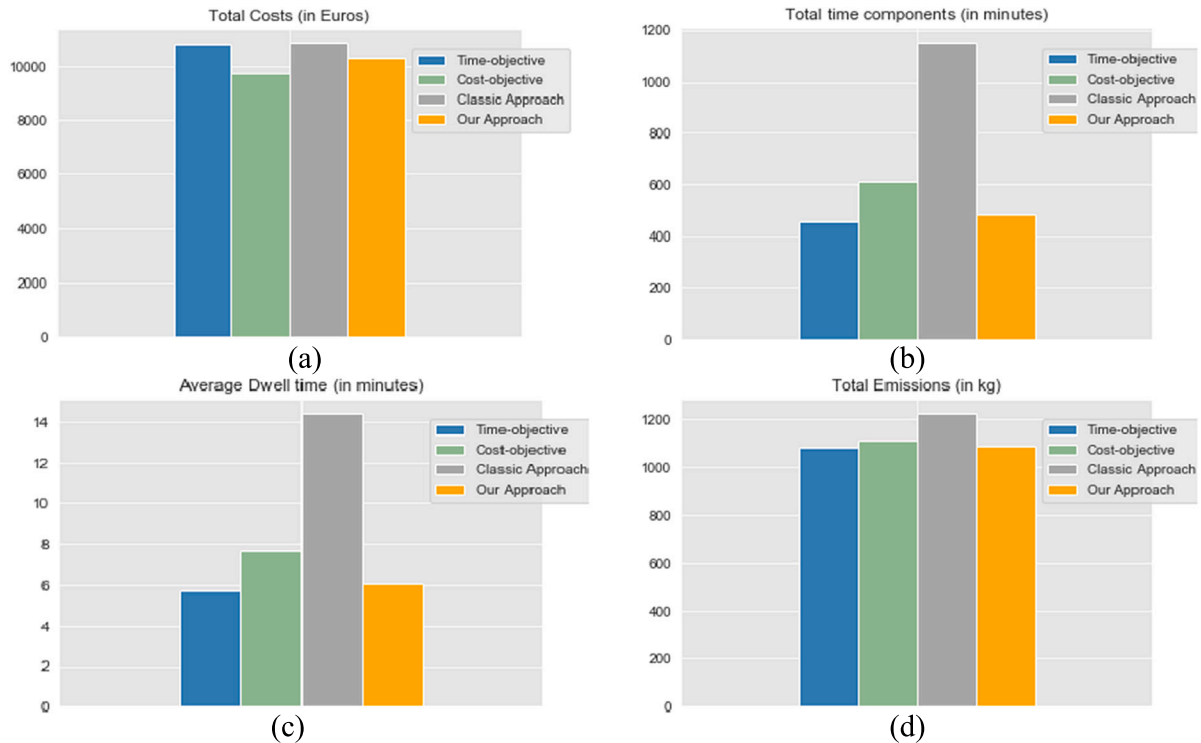 Total Costs (in Euros)
10000
8000
6000
4000
2000
0
Time-objective
Cost-objective
Classic Approach
Our Approach
(a)
Total time components (in minutes)
1200
1000
800
600
400
200
0
Time-objective
Cost-objective
Classic Approach
Our Approach
(b)
Average Dwell time (in minutes)
14
12
10
8
6
4
2
0
Time-objective
Cost-objective
Classic Approach
Our Approach
(c)
Total Emissions (in kg)
1200
1000
800
600
400
200
0
Time-objective
Cost-objective
Classic Approach
Our Approach
(d)